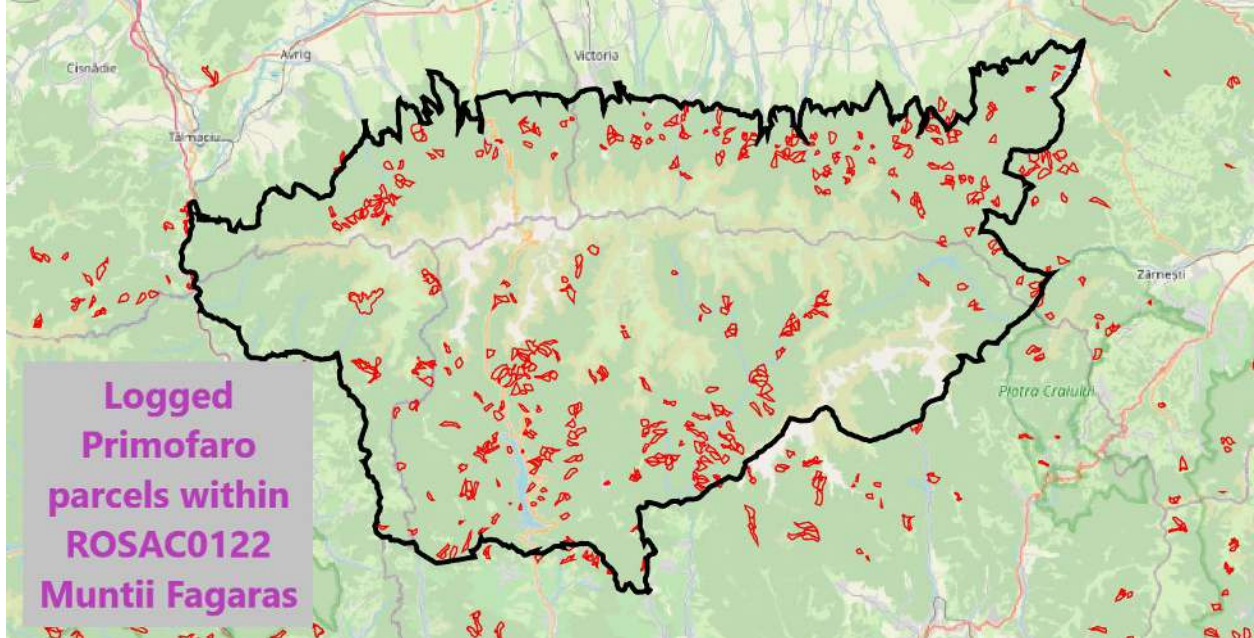 Cisnădie
Avrig
Victoria
Tălmaciu
Zărnești
Piatra Craiului
Logged
Primofaro
parcels within
ROSAC0122
Muntii Fagaras